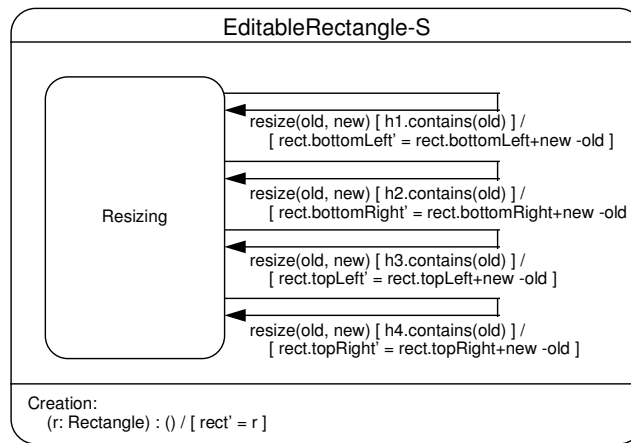 EditableRectangle-S
resize(old, new) [ h1.contains(old) ] /
[ rect.bottomLeft' = rect.bottomLeft+new -old ]
resize(old, new) [ h2.contains(old) ] /
[ rect.bottomRight' = rect.bottomRight+new -old
Resizing
resize(old, new) [ h3.contains(old) ] /
[ rect.topLeft' = rect.topLeft+new -old ]
resize(old, new) [ h4.contains(old) ] /
[ rect.topRight' = rect.topRight+new -old ]
Creation:
(r: Rectangle) : () / [ rect' = r ]